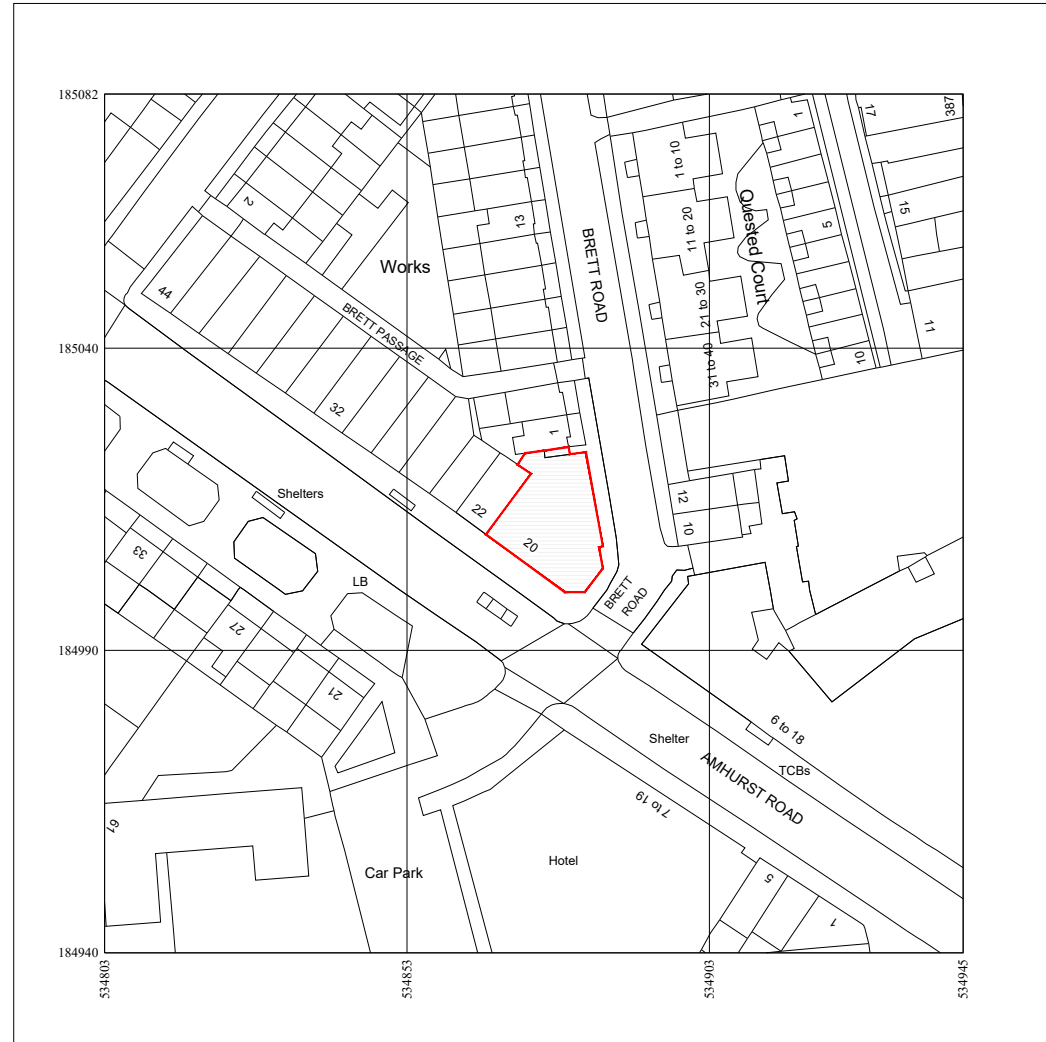 185082
185040
184990
184940
534803
534853
534903
534945
2
Works
13
BRETT ROAD
1 to 10
11 to 20
21 to 30
31 to 40
Quested Court
1
5
10
17
387
15
11
44
BRETT PASSAGE
32
22
20
1
12
10
BRETT
ROAD
Shelters
33
LB
27
21
61
Car Park
Hotel
Shelter
AMHURST ROAD
9 to 18
TCBs
7 to 19
5
1